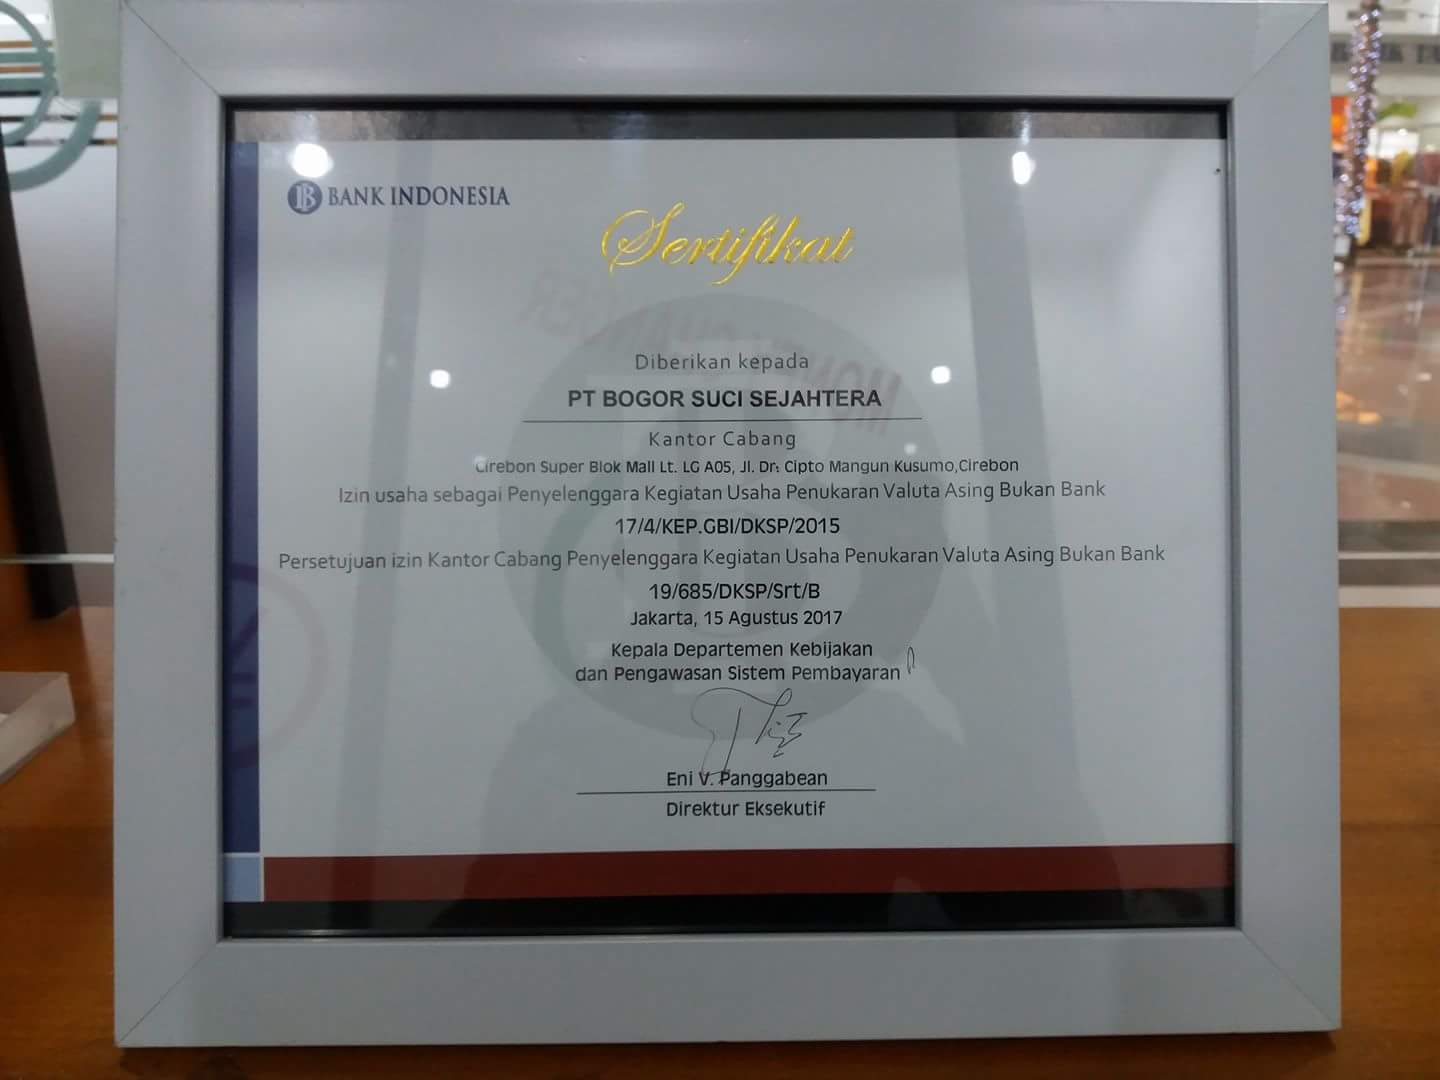 BANK INDONESIA
Sertifikat
Diberikan kepada
PT BOGOR SUCI SEJAHTERA
Kantor Cabang
Cirebon Super Blok Mall Lt. LG A05, Jl. Dr. Cipto Mangun Kusumo,Cirebon
Izin usaha sebagai Penyelenggara Kegiatan Usaha Penukaran Valuta Asing Bukan Bank
17/4/KEP.GBI/DKSP/2015
Persetujuan izin Kantor Cabang Penyelenggara Kegiatan Usaha Penukaran Valuta Asing Bukan Bank
19/685/DKSP/Srt/B
Jakarta, 15 Agustus 2017
Kepala Departemen Kebijakan
dan Pengawasan Sistem Pembayaran
Eni V. Panggabean
Direktur Eksekutif